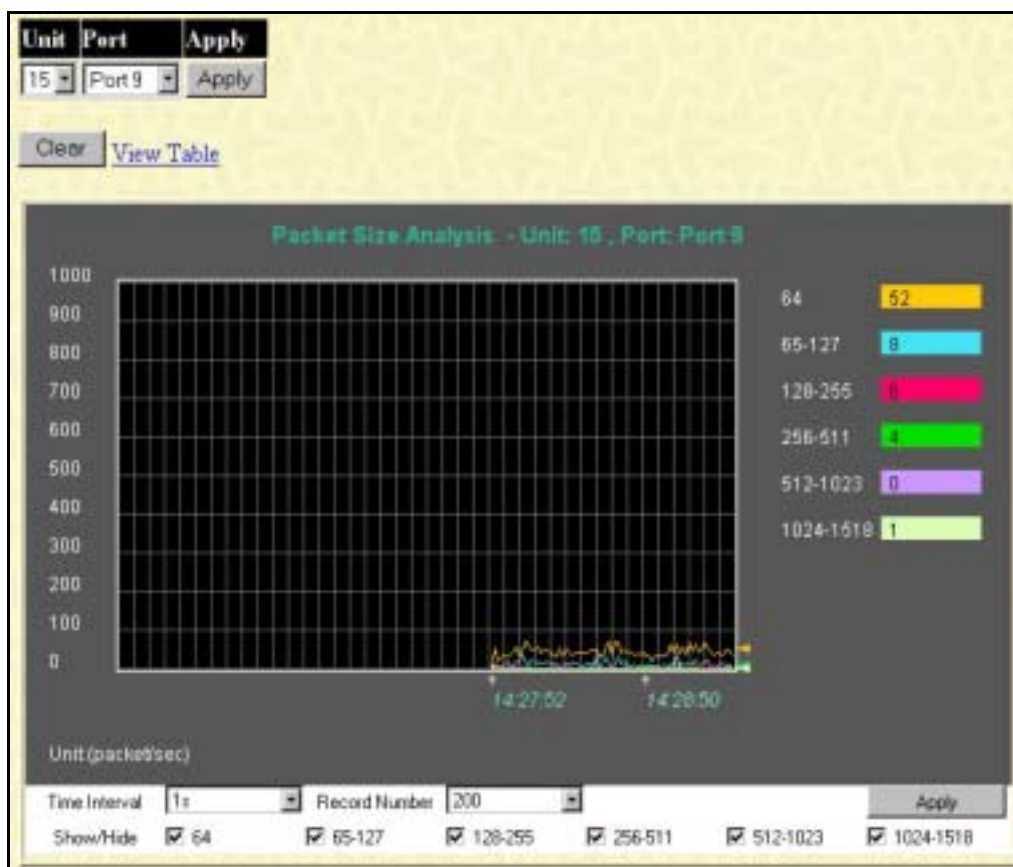 Unit Port Apply
15 Port 9 Apply
Clear View Table
Packet Size Analysis - Unit: 15 , Port: Port 9
1000
900
800
700
600
500
400
300
200
100
0
64 52
65-127 8
128-255
256-511 4
512-1023 0
1024-1518 1
14:27:52 14:28:50
Unit (packet/sec)
Time Interval 1s Record Number 200 Apply
Show/Hide 64 65-127 128-255 256-511 512-1023 1024-1518